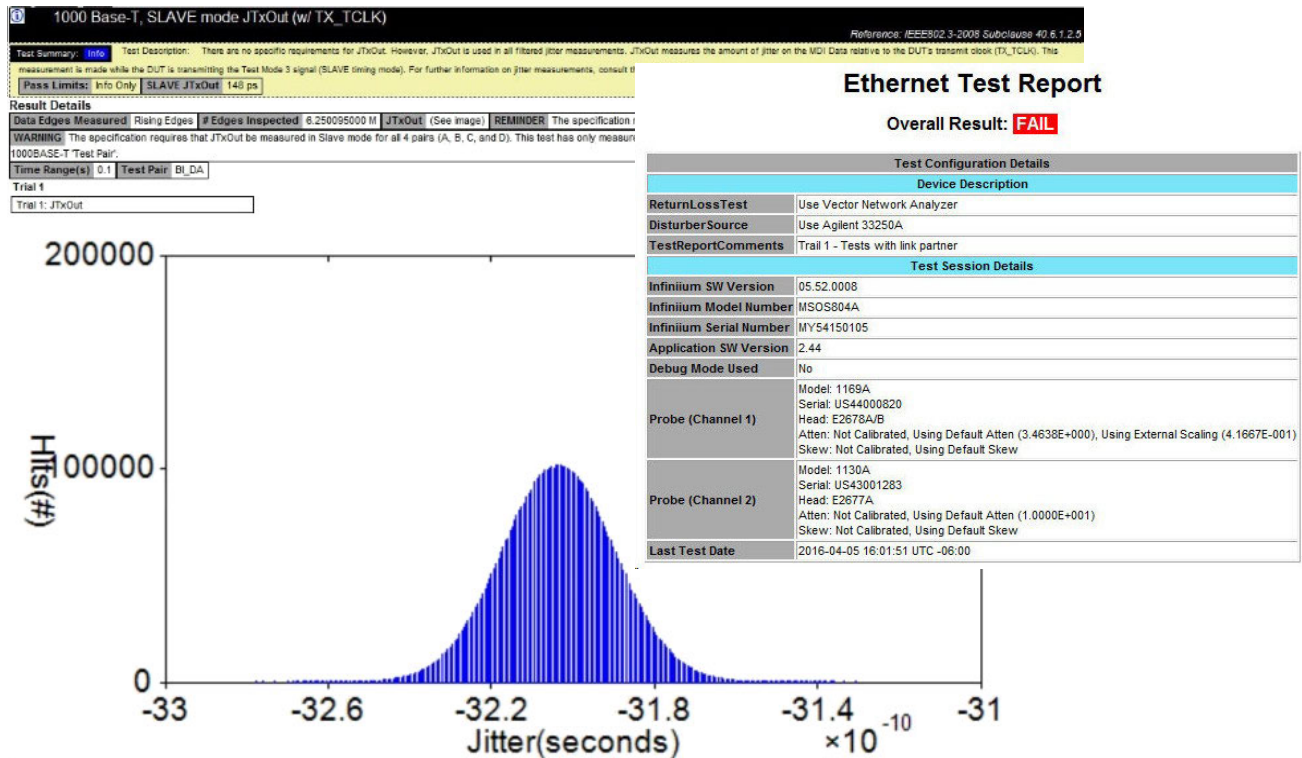 1000 Base-T, SLAVE mode JTxOut (w/ TX_TCLK)
Reference: IEEE802.3-2008 Subclause 40.6.1.2.5
Test Summary: Info Test Description: There are no specific requirements for JTxOut. However, JTxOut is used in all filtered jitter measurements. JTxOut measures the amount of jitter on the MDI Data relative to the DUT's transmit clock (TX_TCLK). This
measurement is made while the DUT is transmitting the Test Mode 3 signal (SLAVE timing mode). For further information on jitter measurements, consult
Pass Limits: Info Only SLAVE JTxOut 148 ps
Result Details
Data Edges Measured Rising Edges # Edges Inspected 6.250095000 M JTxOut (See image) REMINDER The specification
WARNING The specification requires that JTxOut be measured in Slave mode for all 4 pairs (A, B, C, and D). This test has only
1000BASE-T 'Test Pair'.
Time Range(s) 0.1 Test Pair BI_DA
Trial 1
Trial 1: JTxOut
Ethernet Test Report
Overall Result: FAIL
Test Configuration Details
Device Description
ReturnLossTest Use Vector Network Analyzer
DisturberSource Use Agilent 33250A
TestReportComments Trail 1 - Tests with link partner
Test Session Details
Infiniium SW Version 05.52.0008
Infiniium Model Number MSOS804A
Infiniium Serial Number MY54150105
Application SW Version 2.44
Debug Mode Used No
Probe (Channel 1) Model: 1169A
Serial: US44000820
Head: E2678A/B
Atten: Not Calibrated, Using Default Atten (3.4638E+000), Using External Scaling (4.1667E-001)
Skew: Not Calibrated, Using Default Skew
Probe (Channel 2) Model: 1130A
Serial: US43001283
Head: E2677A
Atten: Not Calibrated, Using Default Atten (1.0000E+001)
Skew: Not Calibrated, Using Default Skew
Last Test Date 2016-04-05 16:01:51 UTC -06:00
200000
100000
0
Hits(#)
-33 -32.6 -32.2 -31.8 -31.4 -31
Jitter(seconds) ×10-10